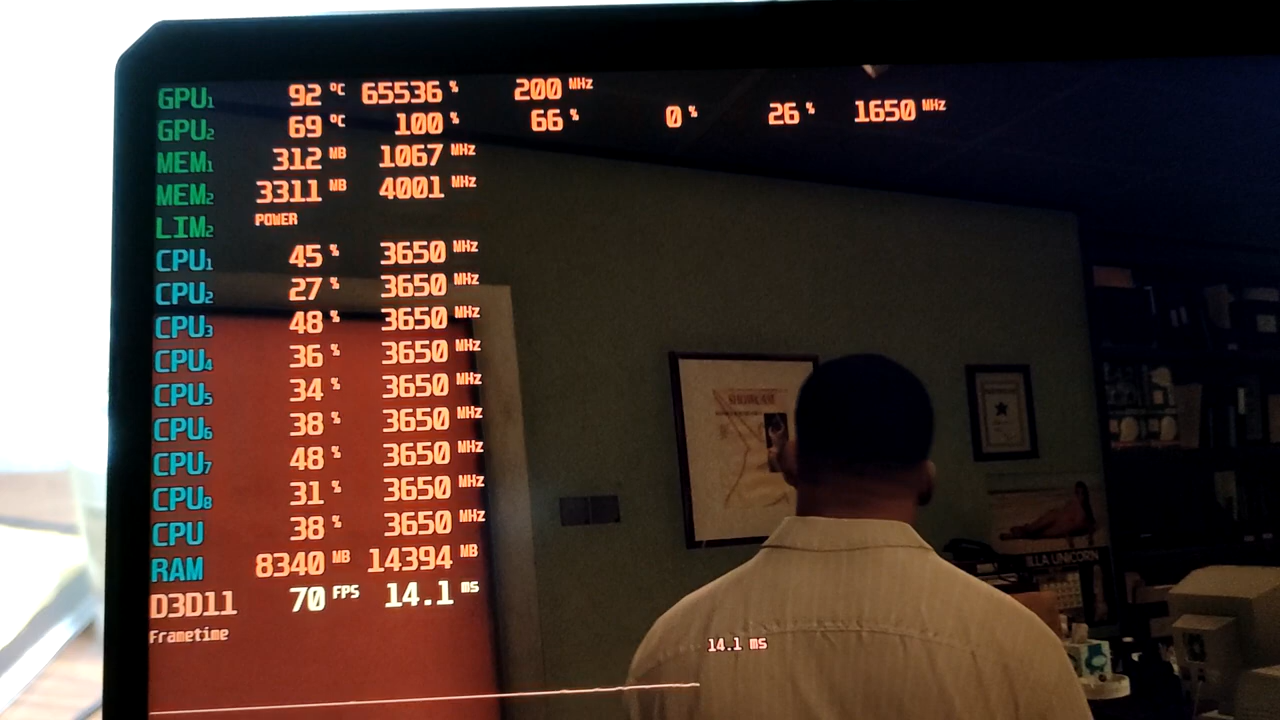 GPU1 92 °C 65536 % 200 MHz
GPU2 69 °C 100 % 66 % 0 % 26 % 1650 MHz
MEM1 312 MB 1067 MHz
MEM2 3311 MB 4001 MHz
LIM2 POWER
CPU1 45 % 3650 MHz
CPU2 27 % 3650 MHz
CPU3 48 % 3650 MHz
CPU4 36 % 3650 MHz
CPU5 34 % 3650 MHz
CPU6 38 % 3650 MHz
CPU7 48 % 3650 MHz
CPU8 31 % 3650 MHz
CPU 38 % 3650 MHz
RAM 8340 MB 14394 MB
D3D11 70 FPS 14.1 ms
Frametime
14.1 ms
ILLA UNICORN